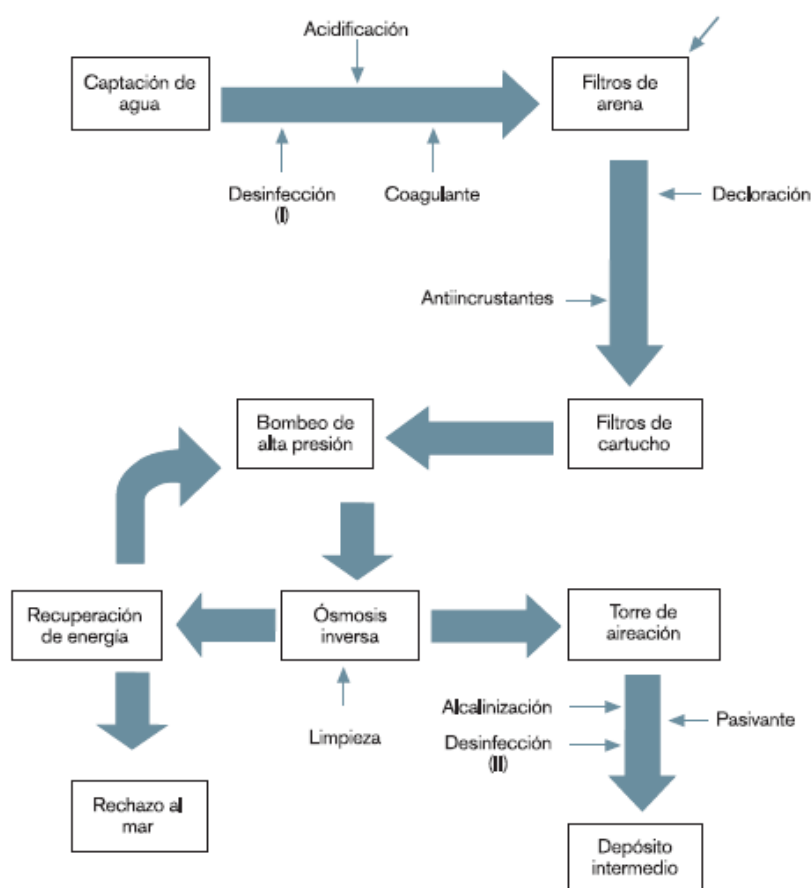 Acidificación
Captación de
agua
Filtros de
arena
Desinfección
(I)
Coagulante
Decloración
Antiincrustantes
Bombeo de
alta presión
Filtros de
cartucho
Recuperación
de energía
Ósmosis
inversa
Torre de
aireación
Limpieza
Alcalinización
Desinfección
(II)
Pasivante
Rechazo al
mar
Depósito
intermedio